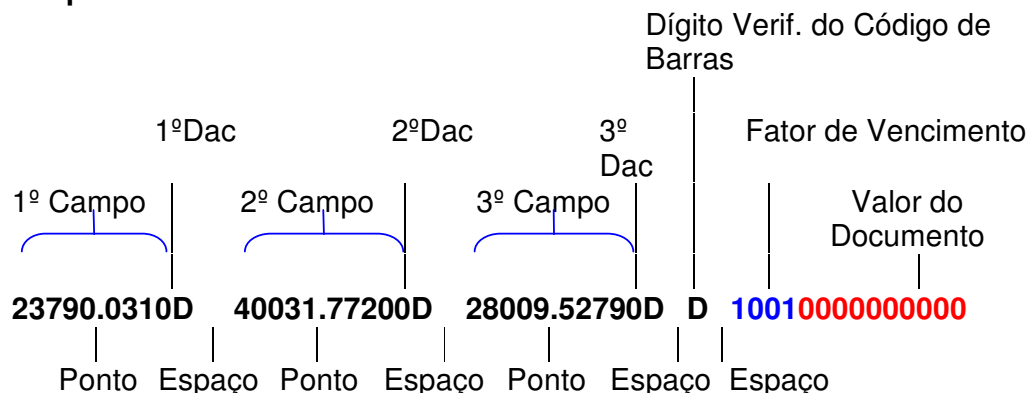 Dígito Verif. do Código de
Barras
1ºDac 2ºDac 3º Fator de Vencimento
Dac
1º Campo 2º Campo 3º Campo Valor do
Documento
23790.0310D 40031.77200D 28009.52790D D 10010000000000
Ponto Espaço Ponto Espaço Ponto Espaço Espaço